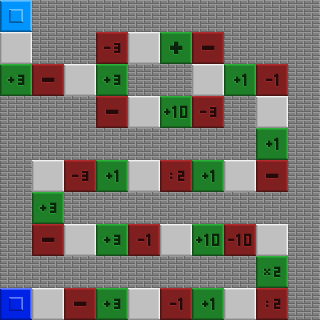 -3 + -
+3 - +3 +1 -1
- +10 -3
+1
-3 +1 :2 +1 -
+3
- +3 -1 +10 -10
×2
- +3 -1 +1 :2